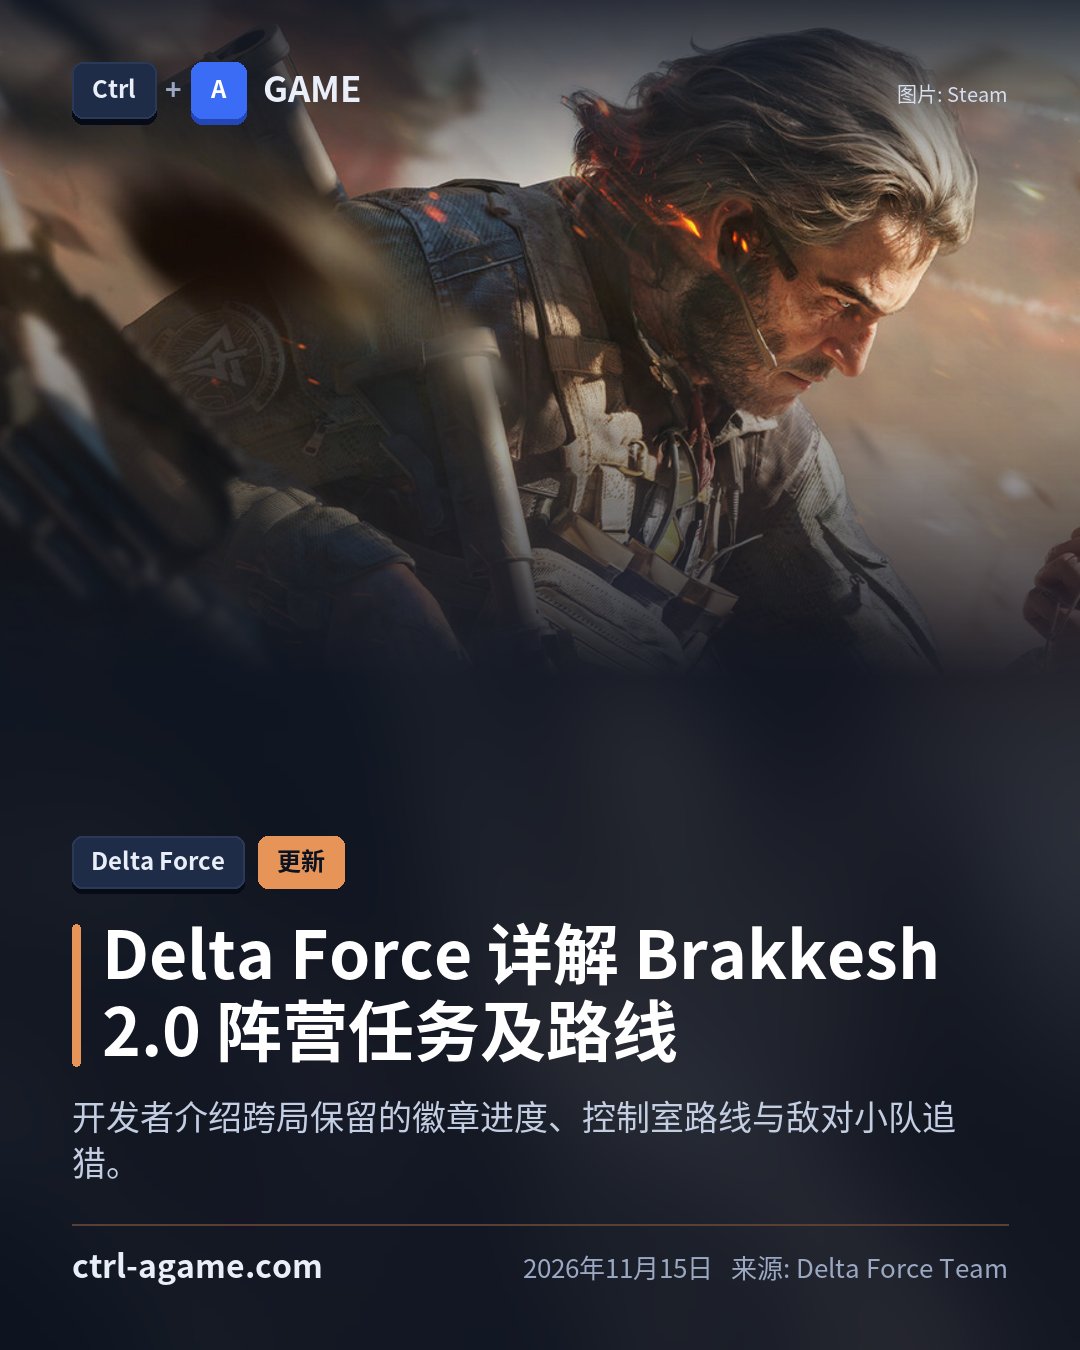 Ctrl + A GAME
图片: Steam
Delta Force 更新
Delta Force 详解 Brakkesh
2.0 阵营任务及路线
开发者介绍跨局保留的徽章进度、控制室路线与敌对小队追
猎。
ctrl-agame.com
2026年11月15日 来源: Delta Force Team